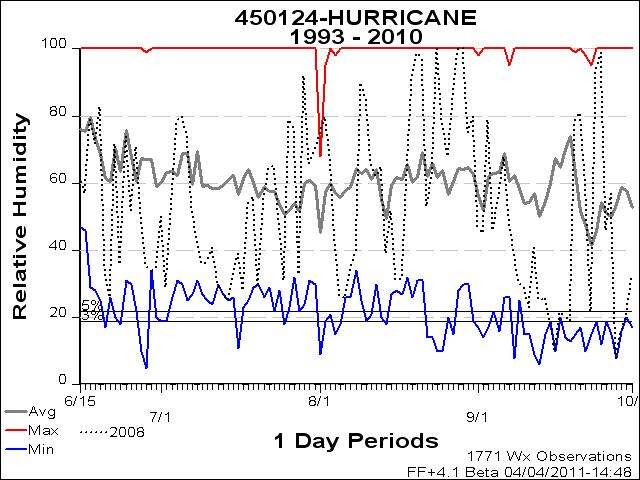 450124-HURRICANE
1993 - 2010
Relative Humidity
100
80
60
40
20
0
5%
3%
6/15
7/1
8/1
9/1
10/
Avg
Max
Min
2008
1 Day Periods
1771 Wx Observations
FF+4.1 Beta 04/04/2011-14:48